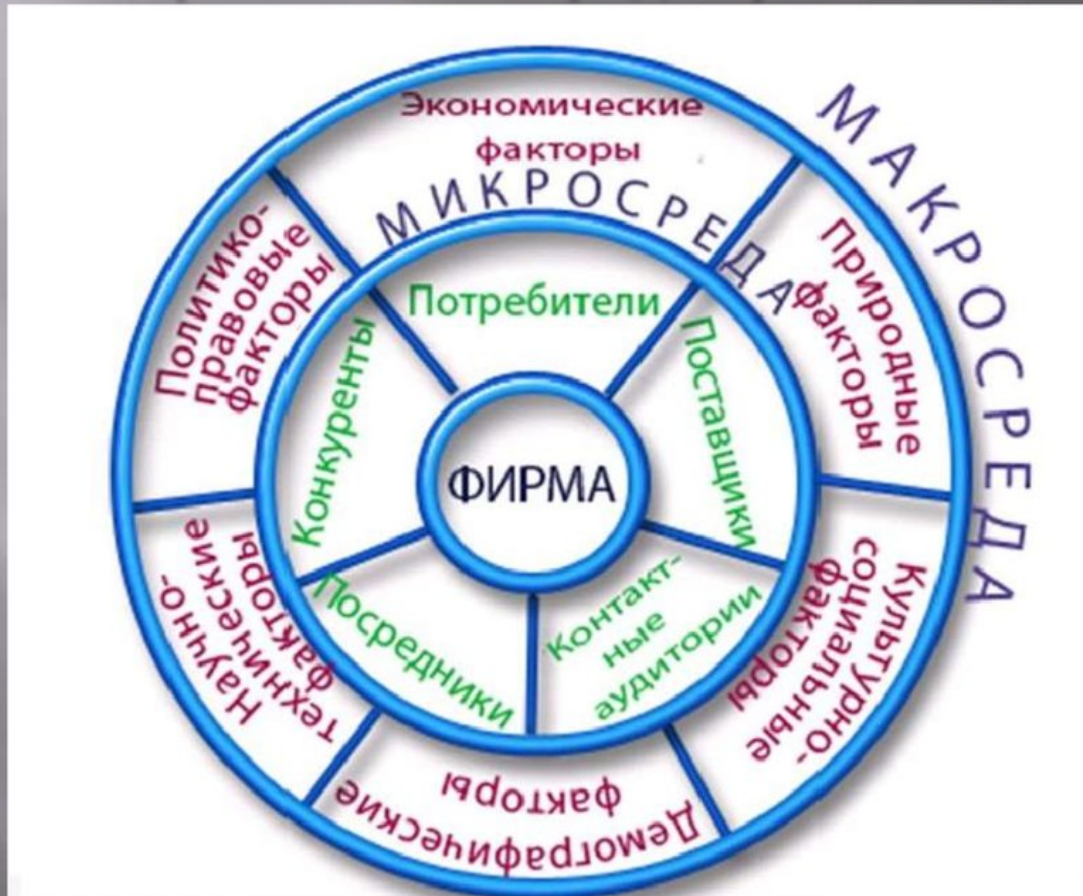 МАКРОСРЕДА
Экономические
факторы
МИКРОСРЕДА
Природные
факторы
Культурно-
социальные
факторы
Демографические
факторы
Научно-
технические
факторы
Политико-
правовые
факторы
Потребители
Поставщики
Контакт-
ные
аудитории
Посредники
Конкуренты
ФИРМА